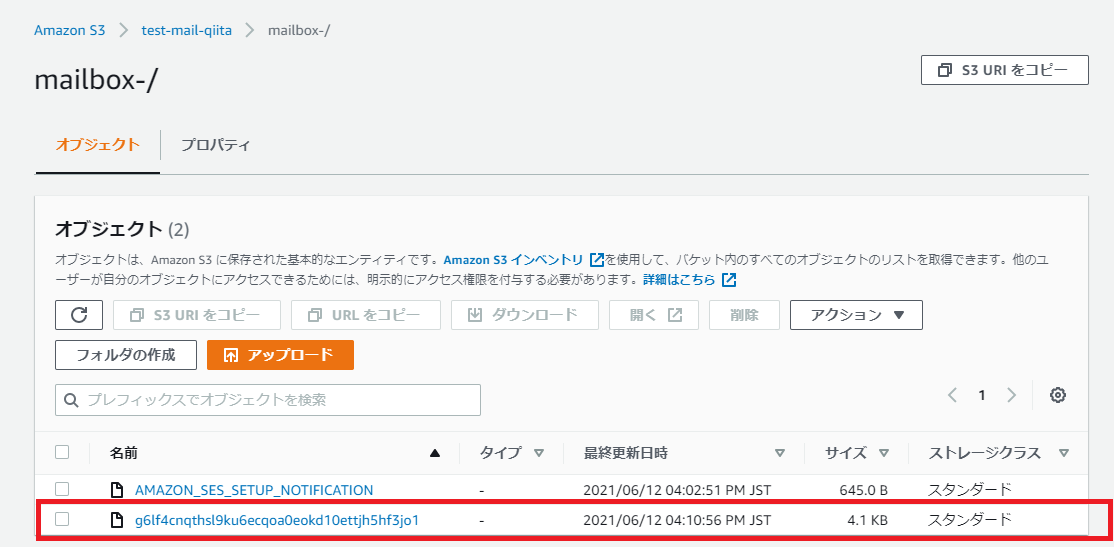 Amazon S3 > test-mail-qiita > mailbox-/
mailbox-/
S3 URI をコピー
オブジェクト プロパティ
オブジェクト (2)
オブジェクトは、Amazon S3 に保存された基本的なエンティティです。Amazon S3 インベントリ を使用して、バケット内のすべてのオブジェクトのリストを取得できます。他のユ
ーザーが自分のオブジェクトにアクセスできるためには、明示的にアクセス権限を付与する必要があります。詳細はこちら
S3 URI をコピー URL をコピー ダウンロード 開く 削除 アクション ▼
フォルダの作成 アップロード
プレフィックスでオブジェクトを検索
1
名前 ▲ タイプ ▽ 最終更新日時 ▽ サイズ ▽ ストレージクラス ▽
AMAZON_SES_SETUP_NOTIFICATION - 2021/06/12 04:02:51 PM JST 645.0 B スタンダード
g6lf4cnqthsl9ku6ecqoa0eokd10ettjh5hf3jo1 - 2021/06/12 04:10:56 PM JST 4.1 KB スタンダード